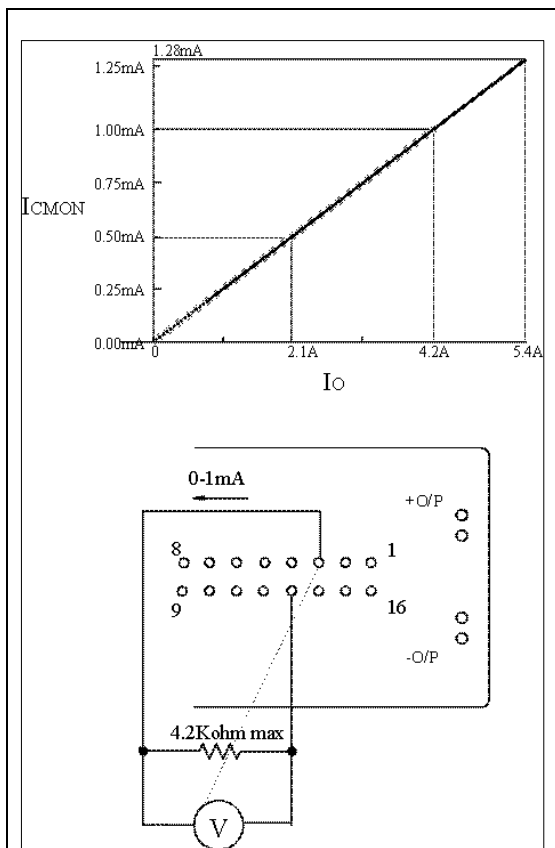 1.28mA
1.25mA
1.00mA
0.75mA
ICMON
0.50mA
0.25mA
0.00mA
0 2.1A 4.2A 5.4A
IO
0-1mA
+O/P
8 1
9 16
-O/P
4.2Kohm max
V